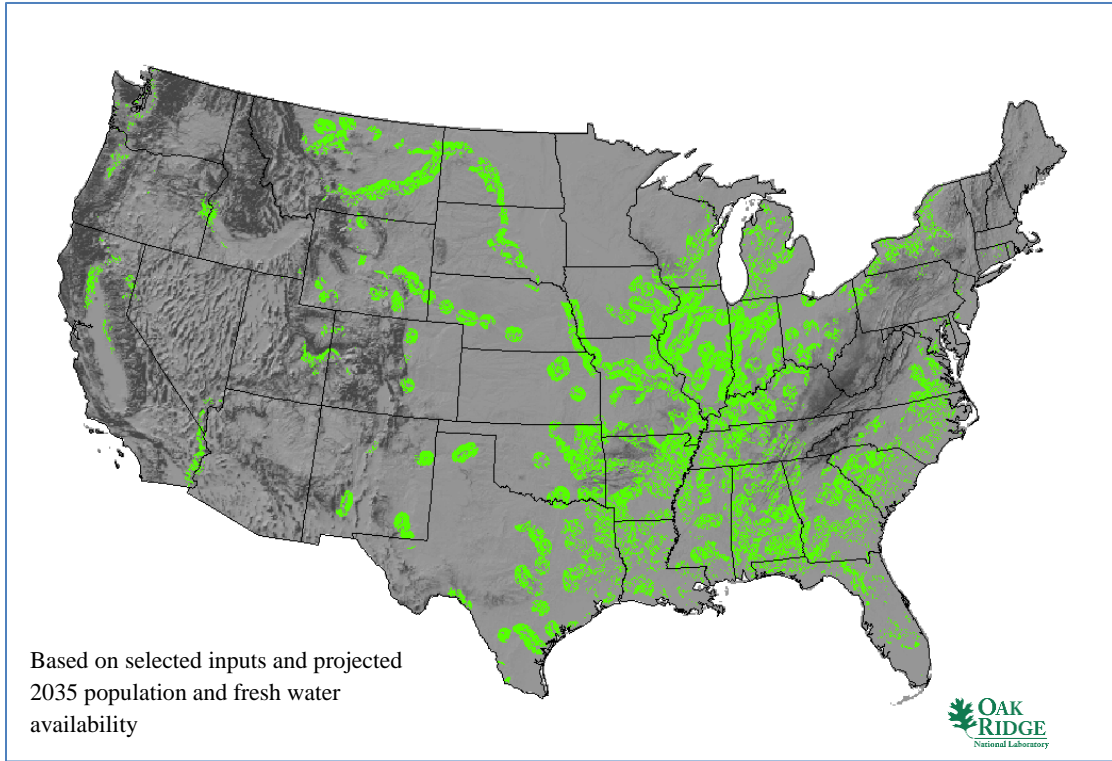 Based on selected inputs and projected
2035 population and fresh water
availability
OAK
RIDGE
National Laboratory